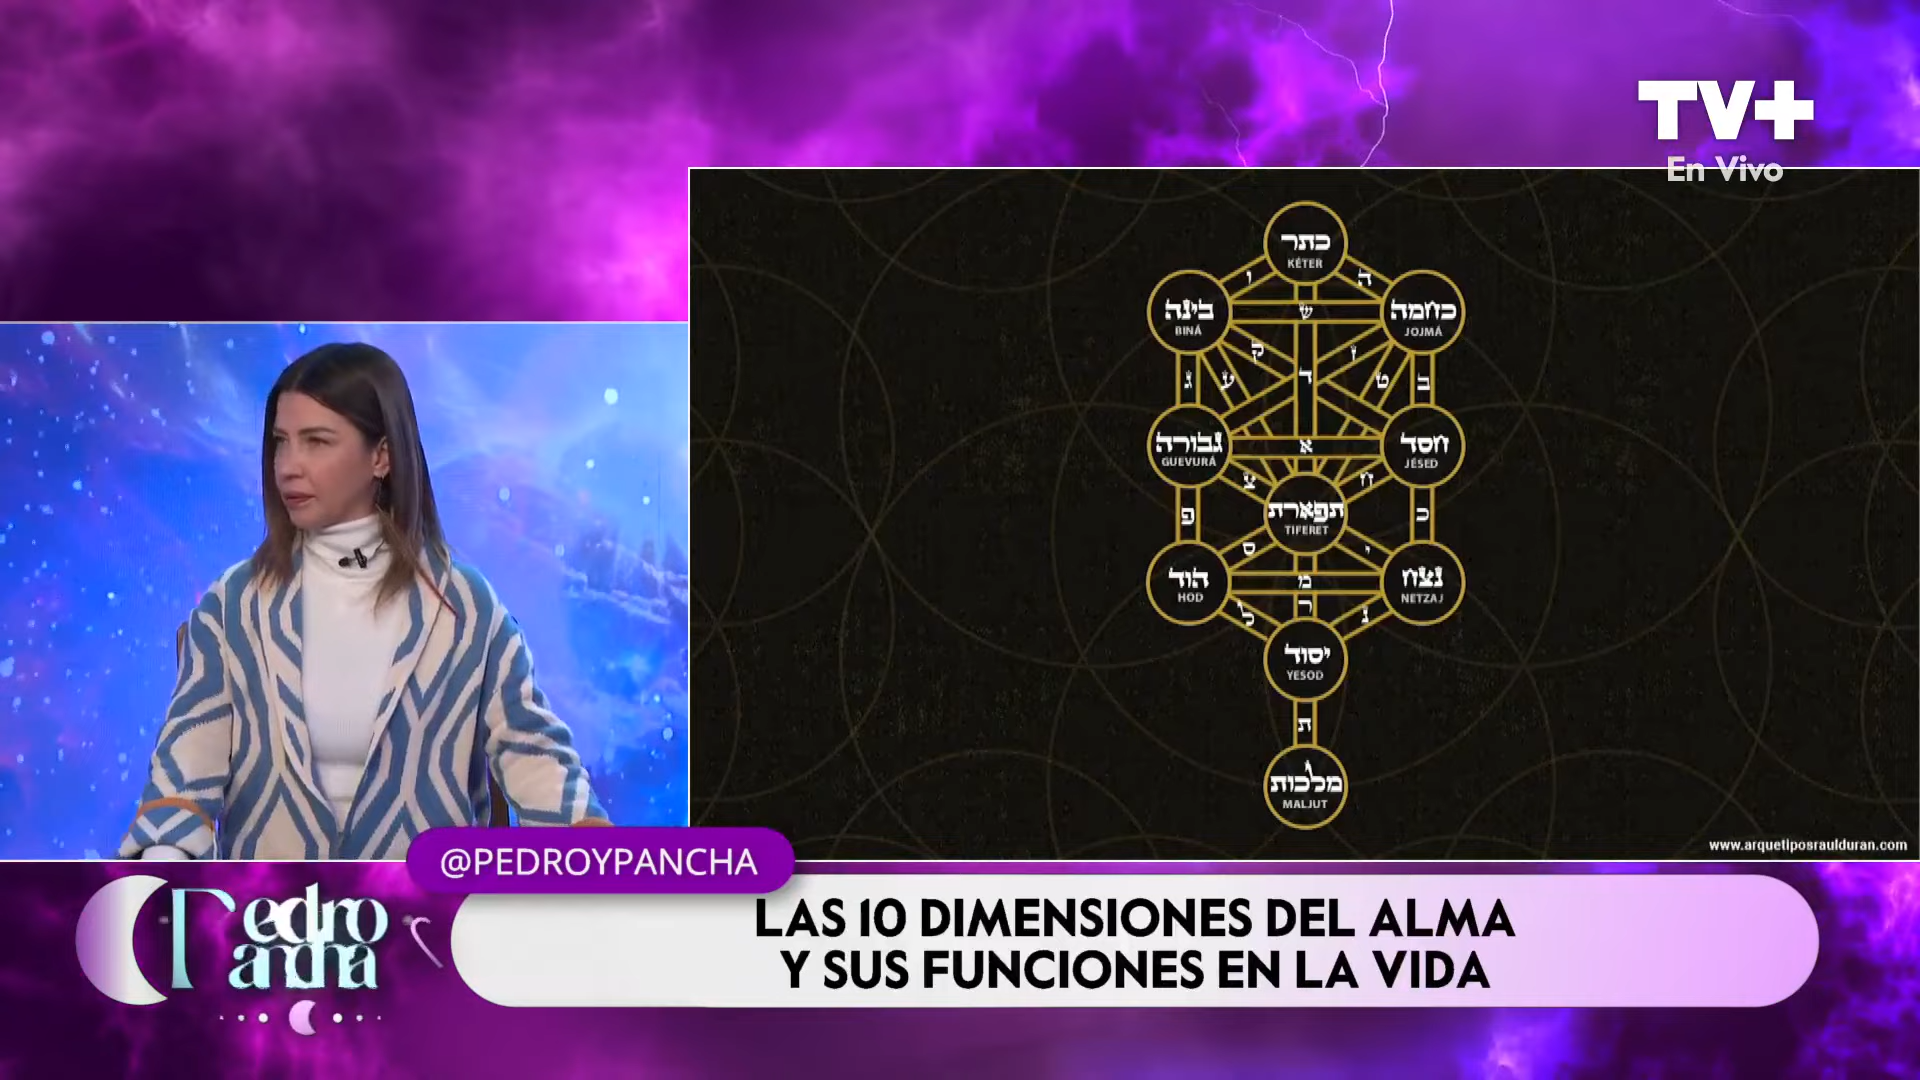 TV+
En Vivo
כתר
KÉTER
ו
ה
בינה
BINÁ
ש
כחמה
JOJMÁ
ק
ז
ג
ע
ד
ט
ב
גבורה
GUEVURÁ
א
חסד
JÉSED
צ
ח
תפארת
TIFERET
פ
כ
ס
י
הוד
HOD
מ
נצח
NETZAJ
ר
ל
נ
יסוד
YESOD
ת
מלכות
MALJUT
www.arquetiposraulduran.com
@PEDROYPANCHA
Pedro
Pancha
LAS 10 DIMENSIONES DEL ALMA
Y SUS FUNCIONES EN LA VIDA